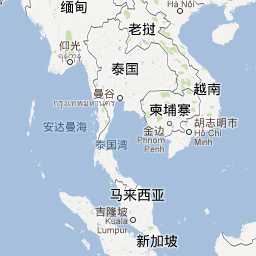 缅甸
Hà Nội
老挝
仰光
泰国
越南
曼谷
กรุงเทพมหานคร
柬埔寨
安达曼海
金边
Phnom
Penh
胡志明市
Hồ Chí
Minh
泰国湾
马来西亚
吉隆坡
Kuala
Lumpur
新加坡